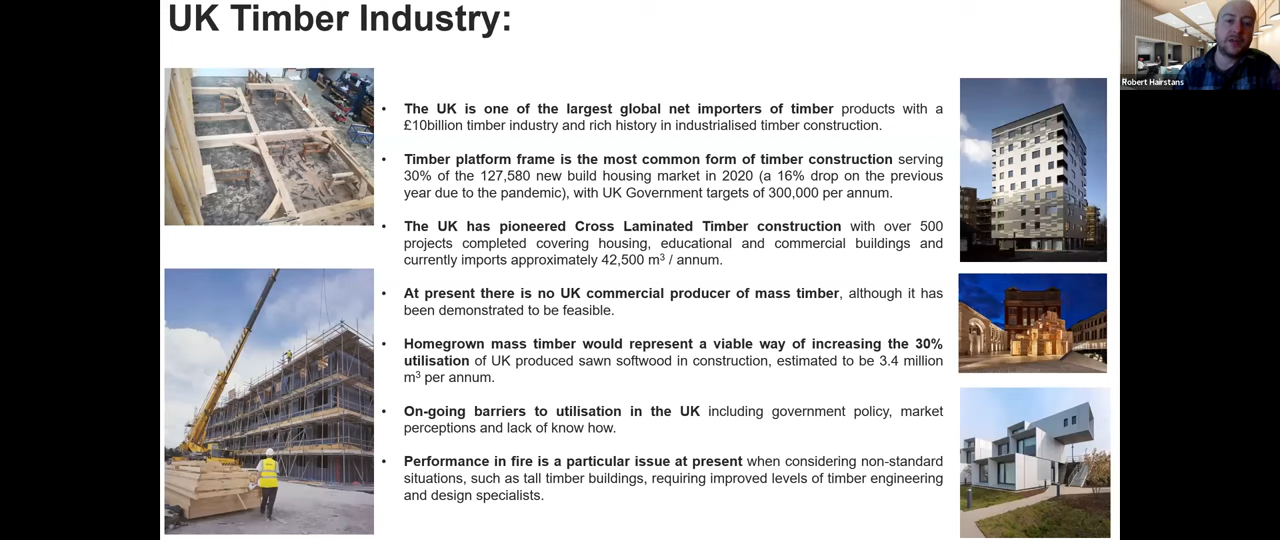 UK Timber Industry:
Robert Hairstans
• The UK is one of the largest global net importers of timber products with a
£10billion timber industry and rich history in industrialised timber construction.
• Timber platform frame is the most common form of timber construction serving
30% of the 127,580 new build housing market in 2020 (a 16% drop on the previous
year due to the pandemic), with UK Government targets of 300,000 per annum.
• The UK has pioneered Cross Laminated Timber construction with over 500
projects completed covering housing, educational and commercial buildings and
currently imports approximately 42,500 m³ / annum.
• At present there is no UK commercial producer of mass timber, although it has
been demonstrated to be feasible.
• Homegrown mass timber would represent a viable way of increasing the 30%
utilisation of UK produced sawn softwood in construction, estimated to be 3.4 million
m³ per annum.
• On-going barriers to utilisation in the UK including government policy, market
perceptions and lack of know how.
• Performance in fire is a particular issue at present when considering non-standard
situations, such as tall timber buildings, requiring improved levels of timber engineering
and design specialists.